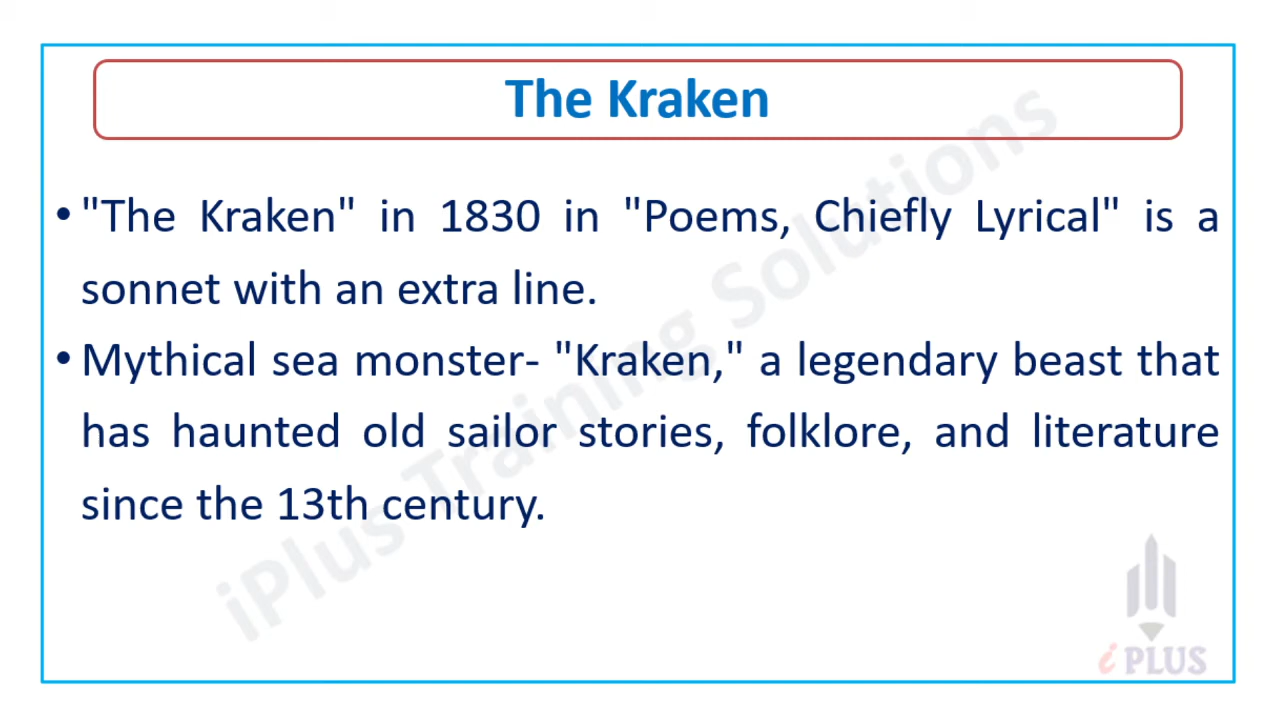 The Kraken
• "The Kraken" in 1830 in "Poems, Chiefly Lyrical" is a
sonnet with an extra line.
• Mythical sea monster- "Kraken," a legendary beast that
has haunted old sailor stories, folklore, and literature
since the 13th century.
iPlus Training Solutions
i PLUS